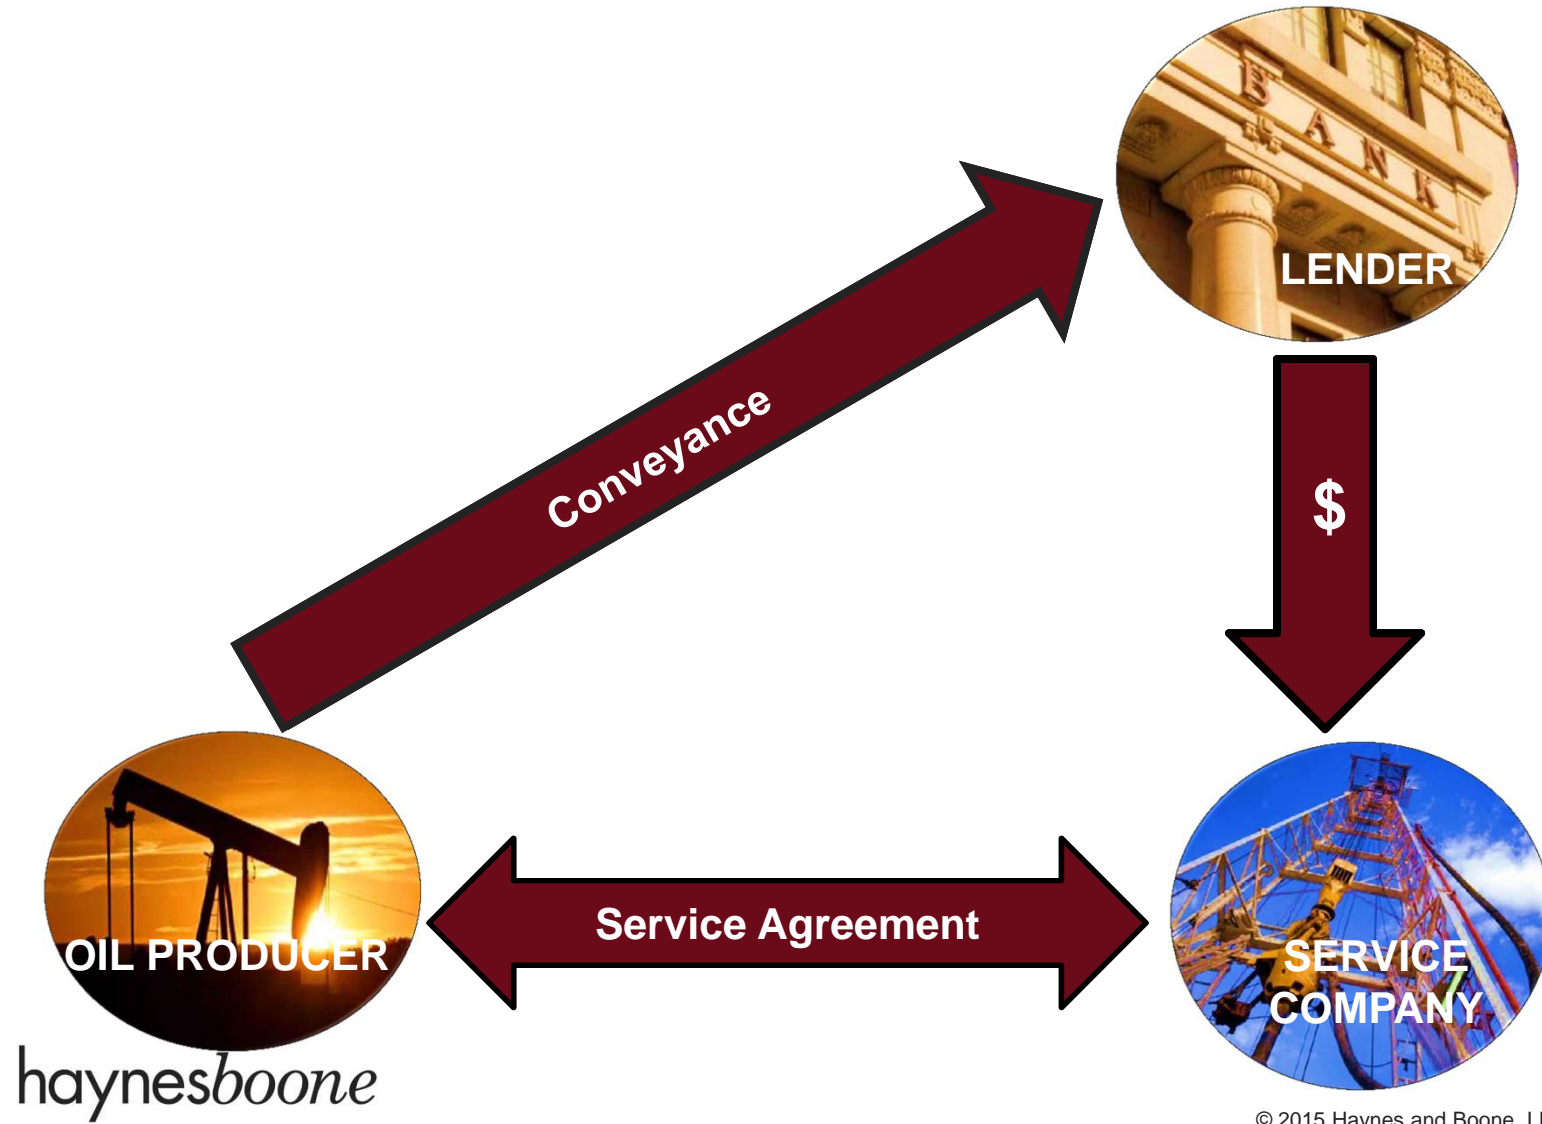 BANK
LENDER
Conveyance
$
Service Agreement
OIL PRODUCER
SERVICE
COMPANY
haynesboone
© 2015 Haynes and Boone,